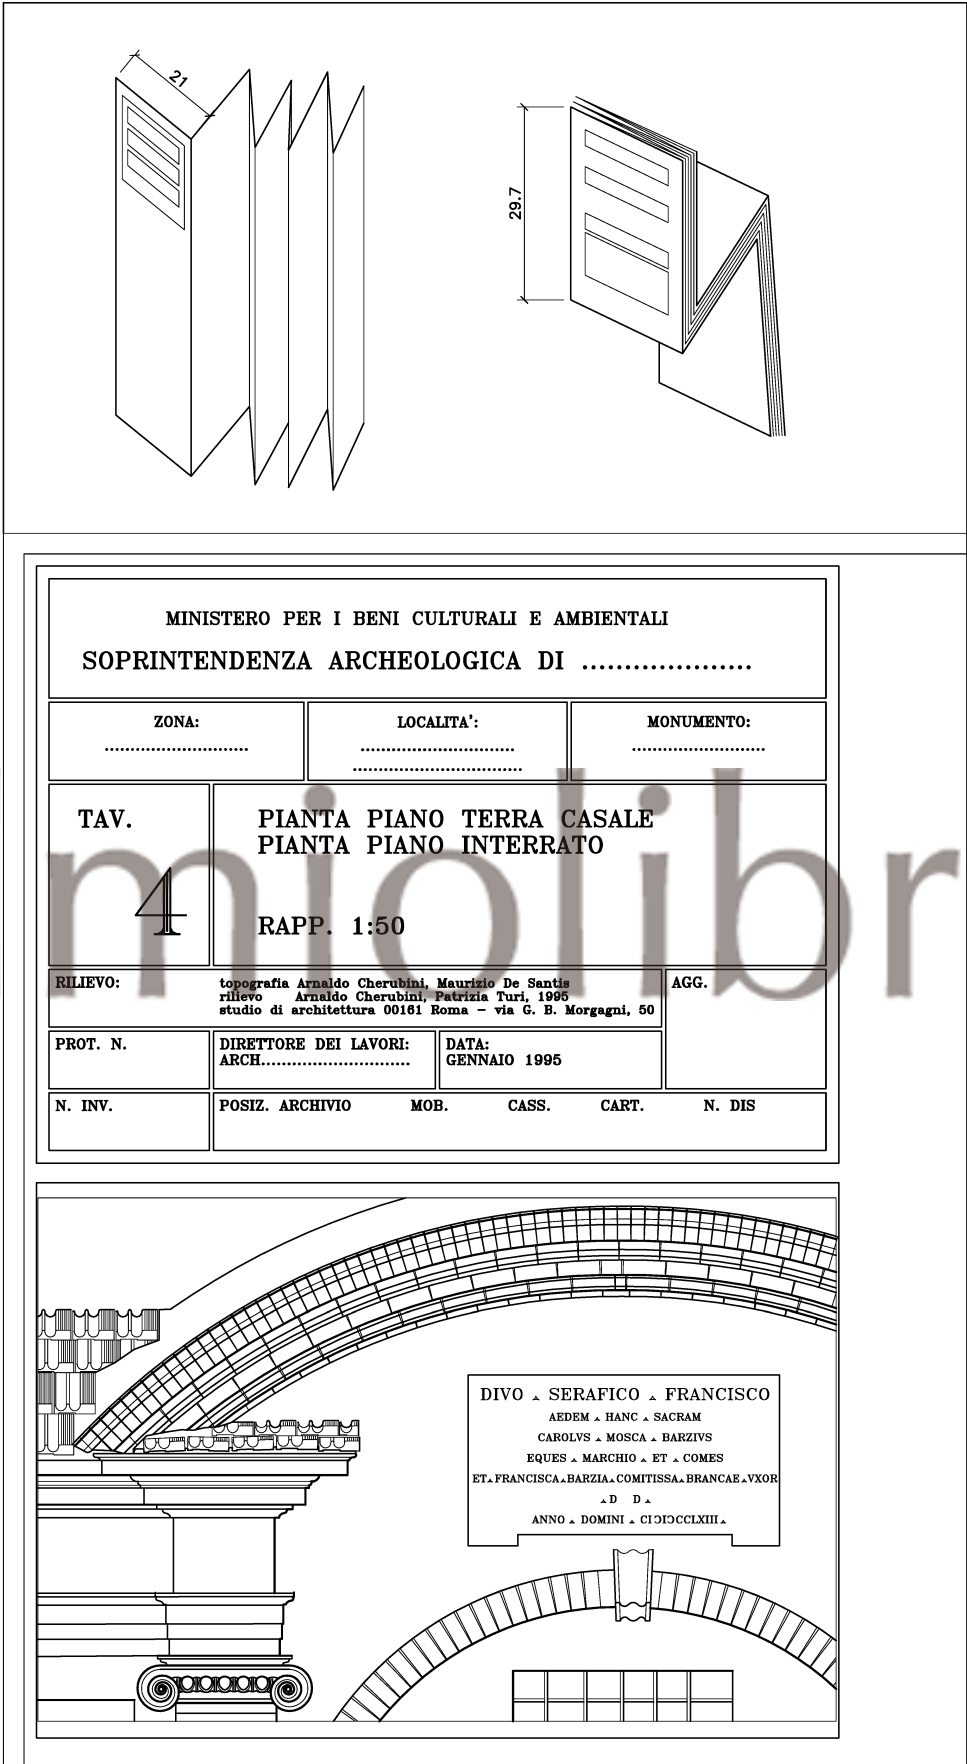 21
29.7
MINISTERO PER I BENI CULTURALI E AMBIENTALI
SOPRINTENDENZA ARCHEOLOGICA DI ....................
ZONA:
............................
LOCALITA':
..............................
.................................
MONUMENTO:
..........................
TAV.
4
PIANTA PIANO TERRA CASALE
PIANTA PIANO INTERRATO
RAPP. 1:50
miolibr
RILIEVO:
topografia Arnaldo Cherubini, Maurizio De Santis
rilievo Arnaldo Cherubini, Patrizia Turi, 1995
studio di architettura 00161 Roma – via G. B. Morgagni, 50
AGG.
PROT. N.
DIRETTORE DEI LAVORI:
ARCH.............................
DATA:
GENNAIO 1995
N. INV.
POSIZ. ARCHIVIO MOB. CASS. CART. N. DIS
DIVO ▴ SERAFICO ▴ FRANCISCO
AEDEM ▴ HANC ▴ SACRAM
CAROLVS ▴ MOSCA ▴ BARZIVS
EQUES ▴ MARCHIO ▴ ET ▴ COMES
ET▴FRANCISCA▴BARZIA▴COMITISSA▴BRANCAE▴VXOR
▴D D▴
ANNO ▴ DOMINI ▴ CIƆIƆCCLXIII▴